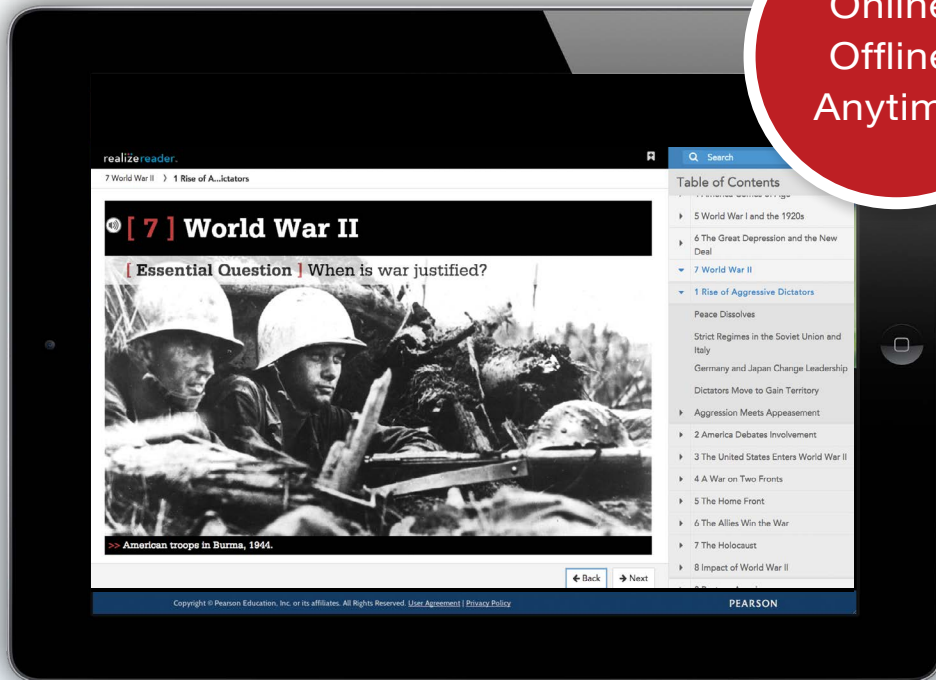 Online
Offline
Anytim
realizereader.
7 World War II > 1 Rise of A...ictators
[ 7 ] World War II
[ Essential Question ] When is war justified?
>> American troops in Burma, 1944.
← Back
→ Next
Search
Table of Contents
5 World War I and the 1920s
6 The Great Depression and the New
Deal
7 World War II
1 Rise of Aggressive Dictators
Peace Dissolves
Strict Regimes in the Soviet Union and
Italy
Germany and Japan Change Leadership
Dictators Move to Gain Territory
Aggression Meets Appeasement
2 America Debates Involvement
3 The United States Enters World War II
4 A War on Two Fronts
5 The Home Front
6 The Allies Win the War
7 The Holocaust
8 Impact of World War II
Copyright © Pearson Education, Inc. or its affiliates. All Rights Reserved. User Agreement | Privacy Policy
PEARSON